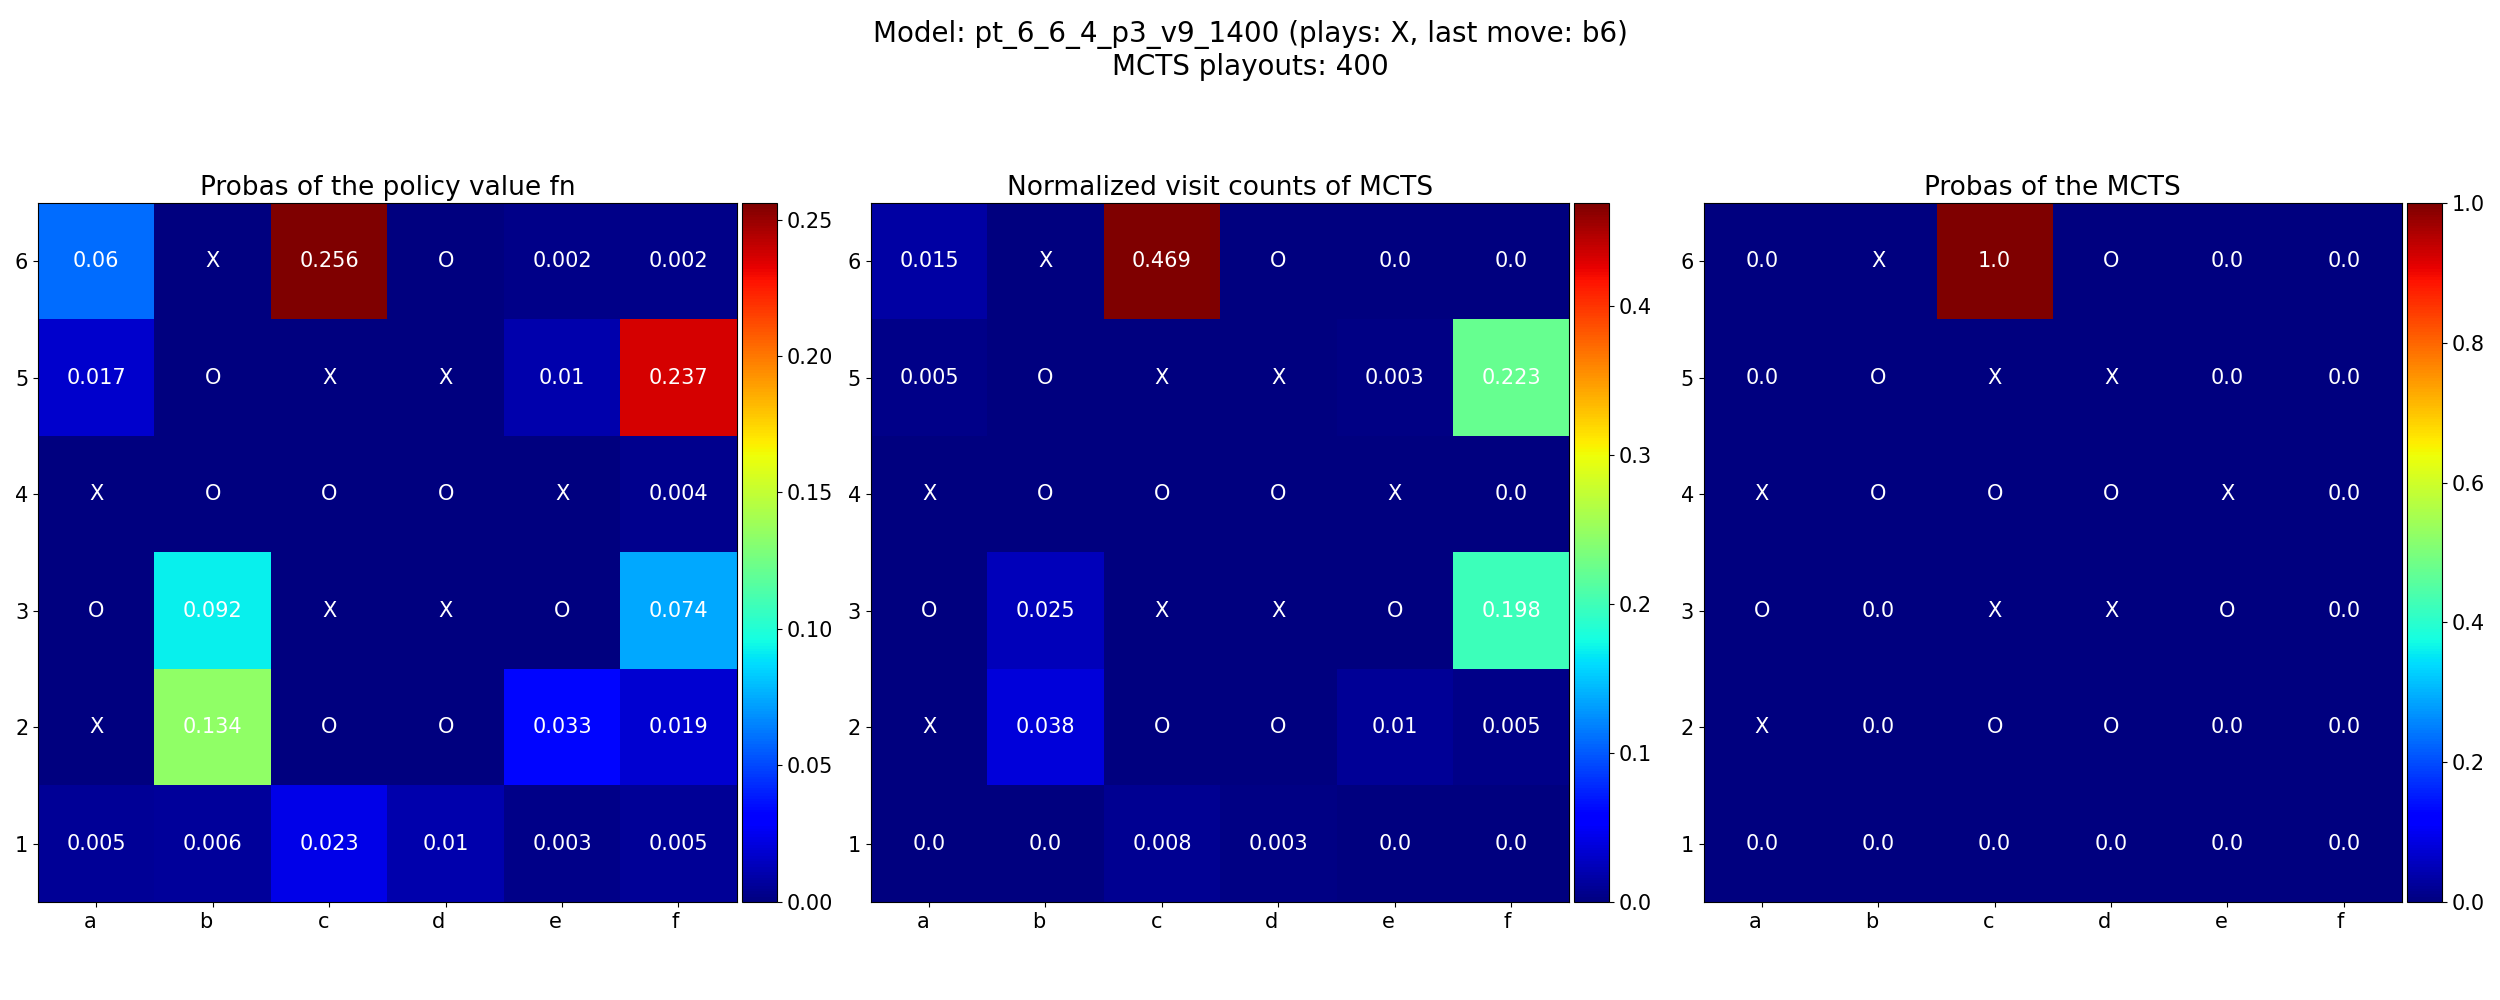 Model: pt_6_6_4_p3_v9_1400 (plays: X, last move: b6)
MCTS playouts: 400
Probas of the policy value fn
6 0.06 X 0.256 O 0.002 0.002
5 0.017 O X X 0.01 0.237
4 X O O O X 0.004
3 O 0.092 X X O 0.074
2 X 0.134 O O 0.033 0.019
1 0.005 0.006 0.023 0.01 0.003 0.005
a b c d e f
0.25
0.20
0.15
0.10
0.05
0.00
Normalized visit counts of MCTS
6 0.015 X 0.469 O 0.0 0.0
5 0.005 O X X 0.003 0.223
4 X O O O X 0.0
3 O 0.025 X X O 0.198
2 X 0.038 O O 0.01 0.005
1 0.0 0.0 0.008 0.003 0.0 0.0
a b c d e f
0.4
0.3
0.2
0.1
0.0
Probas of the MCTS
6 0.0 X 1.0 O 0.0 0.0
5 0.0 O X X 0.0 0.0
4 X O O O X 0.0
3 O 0.0 X X O 0.0
2 X 0.0 O O 0.0 0.0
1 0.0 0.0 0.0 0.0 0.0 0.0
a b c d e f
1.0
0.8
0.6
0.4
0.2
0.0